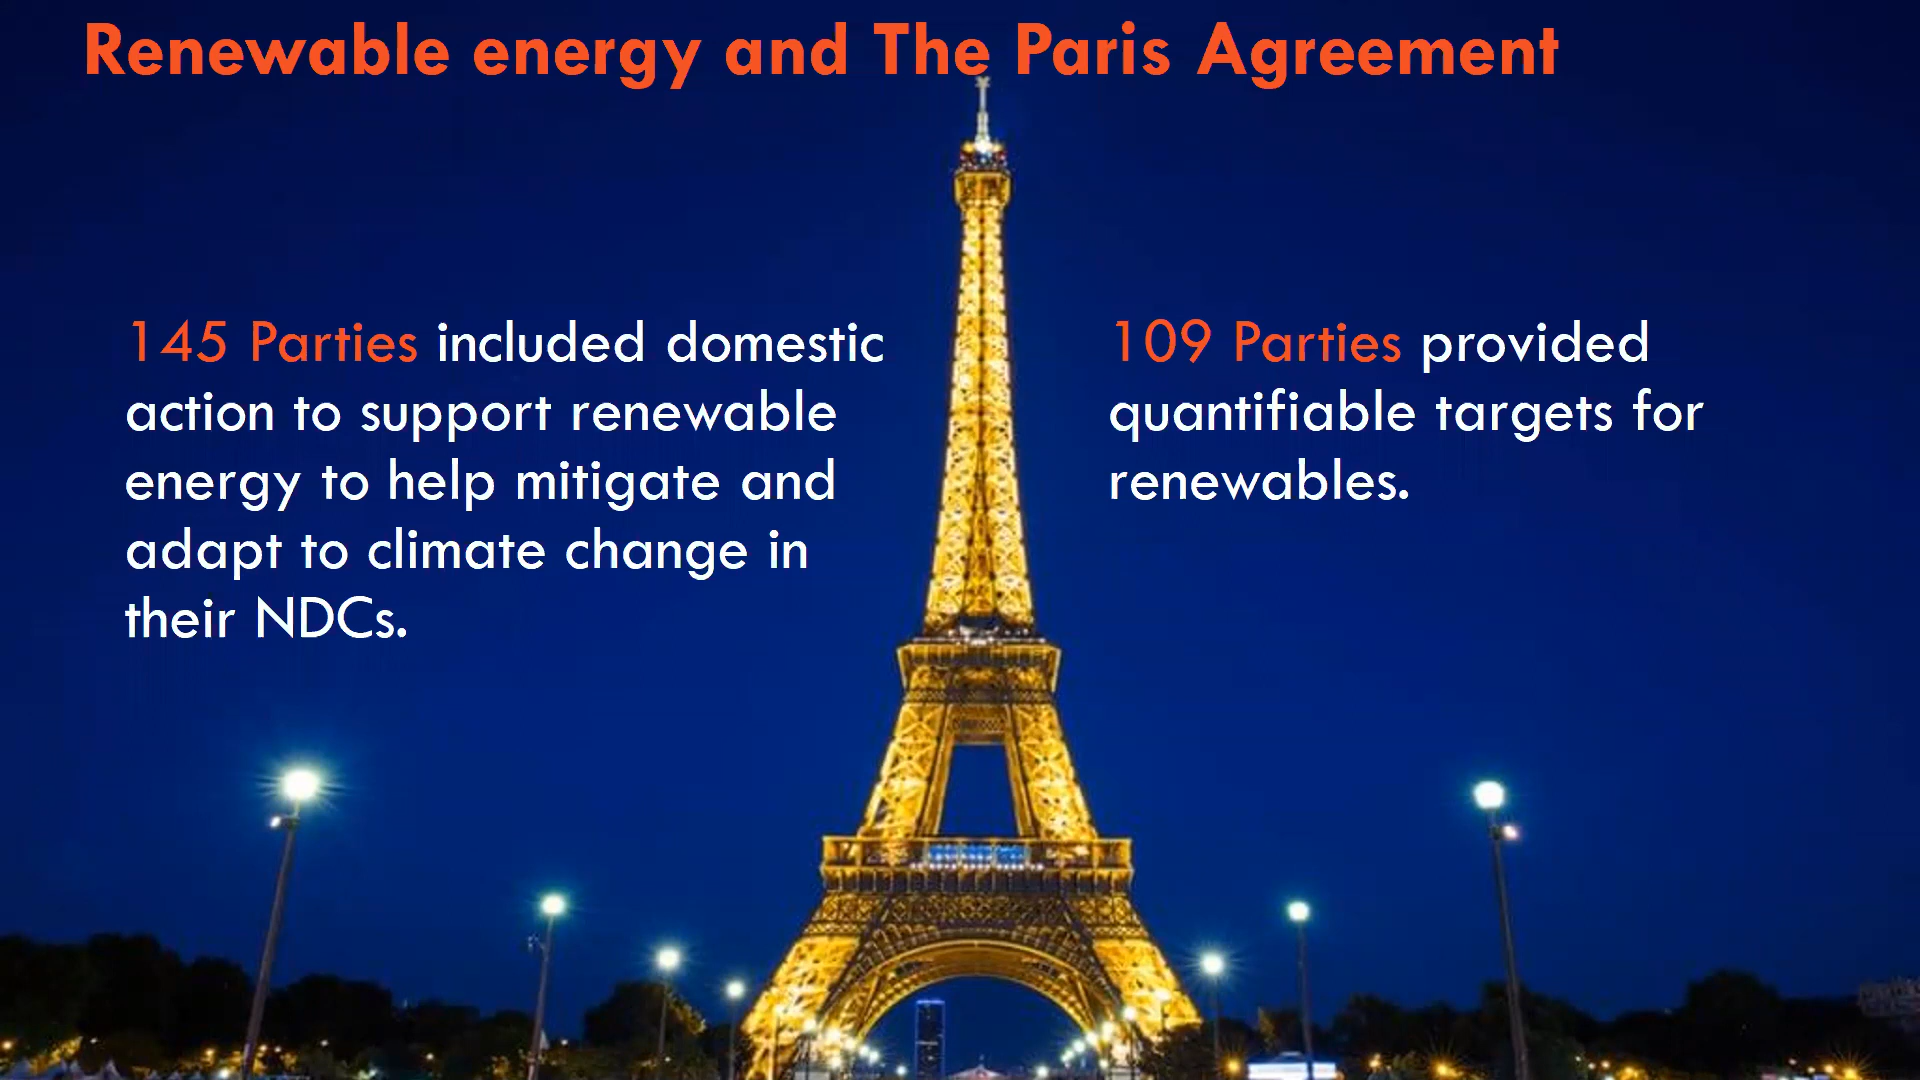 Renewable energy and The Paris Agreement
145 Parties included domestic
action to support renewable
energy to help mitigate and
adapt to climate change in
their NDCs.
109 Parties provided
quantifiable targets for
renewables.